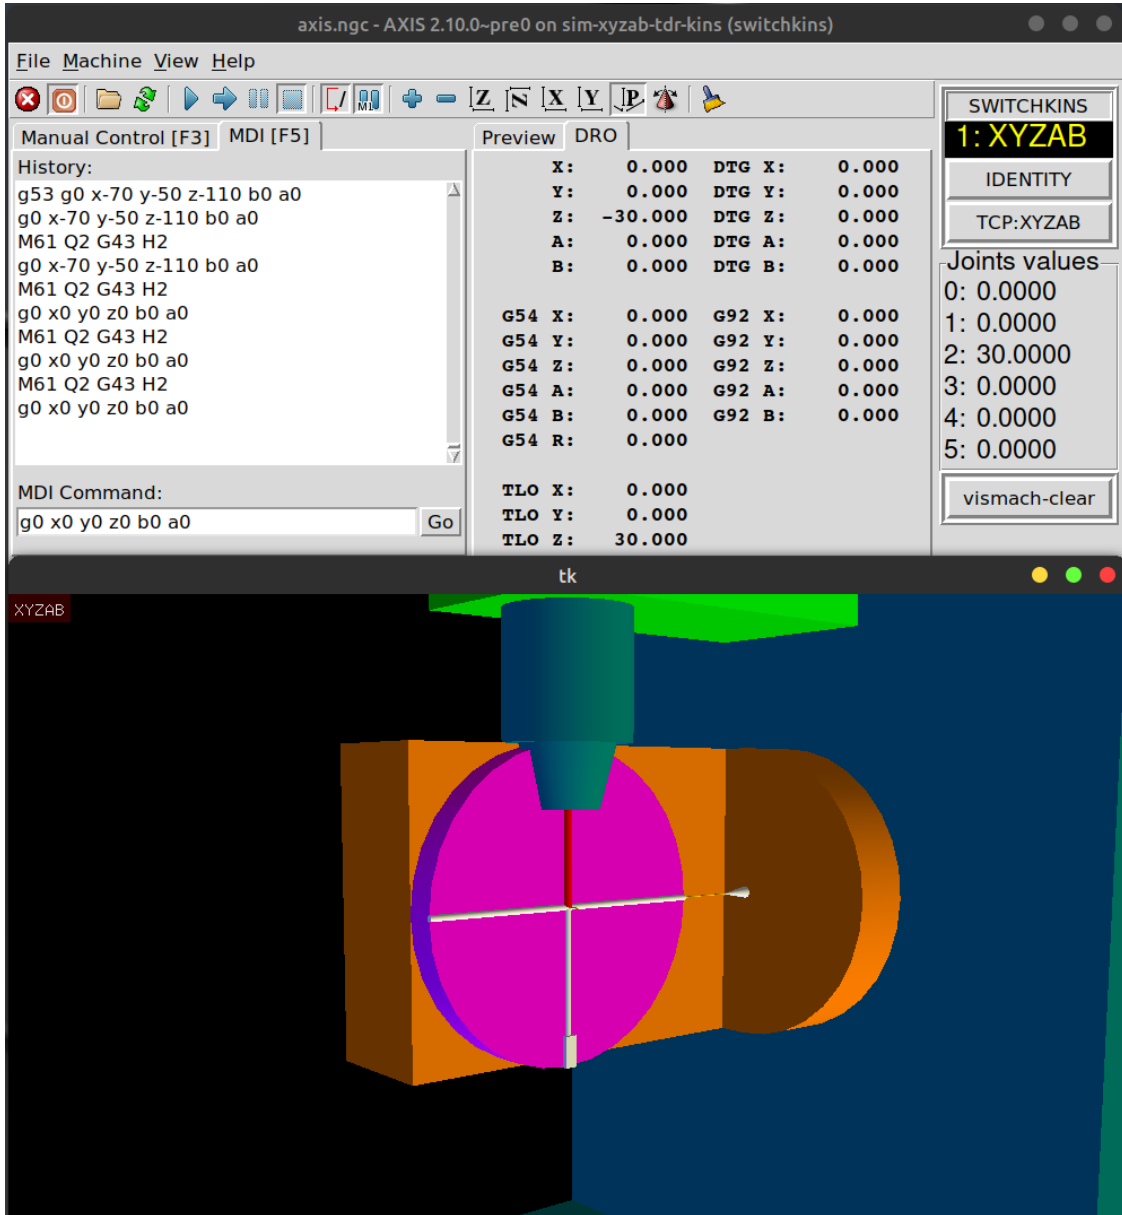 axis.ngc - AXIS 2.10.0~pre0 on sim-xyzab-tdr-kins (switchkins)
File Machine View Help
Z N X Y P
Manual Control [F3] MDI [F5]
History:
g53 g0 x-70 y-50 z-110 b0 a0
g0 x-70 y-50 z-110 b0 a0
M61 Q2 G43 H2
g0 x-70 y-50 z-110 b0 a0
M61 Q2 G43 H2
g0 x0 y0 z0 b0 a0
M61 Q2 G43 H2
g0 x0 y0 z0 b0 a0
M61 Q2 G43 H2
g0 x0 y0 z0 b0 a0
MDI Command:
g0 x0 y0 z0 b0 a0 Go
Preview DRO
X: 0.000 DTG X: 0.000
Y: 0.000 DTG Y: 0.000
Z: -30.000 DTG Z: 0.000
A: 0.000 DTG A: 0.000
B: 0.000 DTG B: 0.000
G54 X: 0.000 G92 X: 0.000
G54 Y: 0.000 G92 Y: 0.000
G54 Z: 0.000 G92 Z: 0.000
G54 A: 0.000 G92 A: 0.000
G54 B: 0.000 G92 B: 0.000
G54 R: 0.000
TLO X: 0.000
TLO Y: 0.000
TLO Z: 30.000
SWITCHKINS
1: XYZAB
IDENTITY
TCP:XYZAB
Joints values
0: 0.0000
1: 0.0000
2: 30.0000
3: 0.0000
4: 0.0000
5: 0.0000
vismach-clear
tk
XYZAB